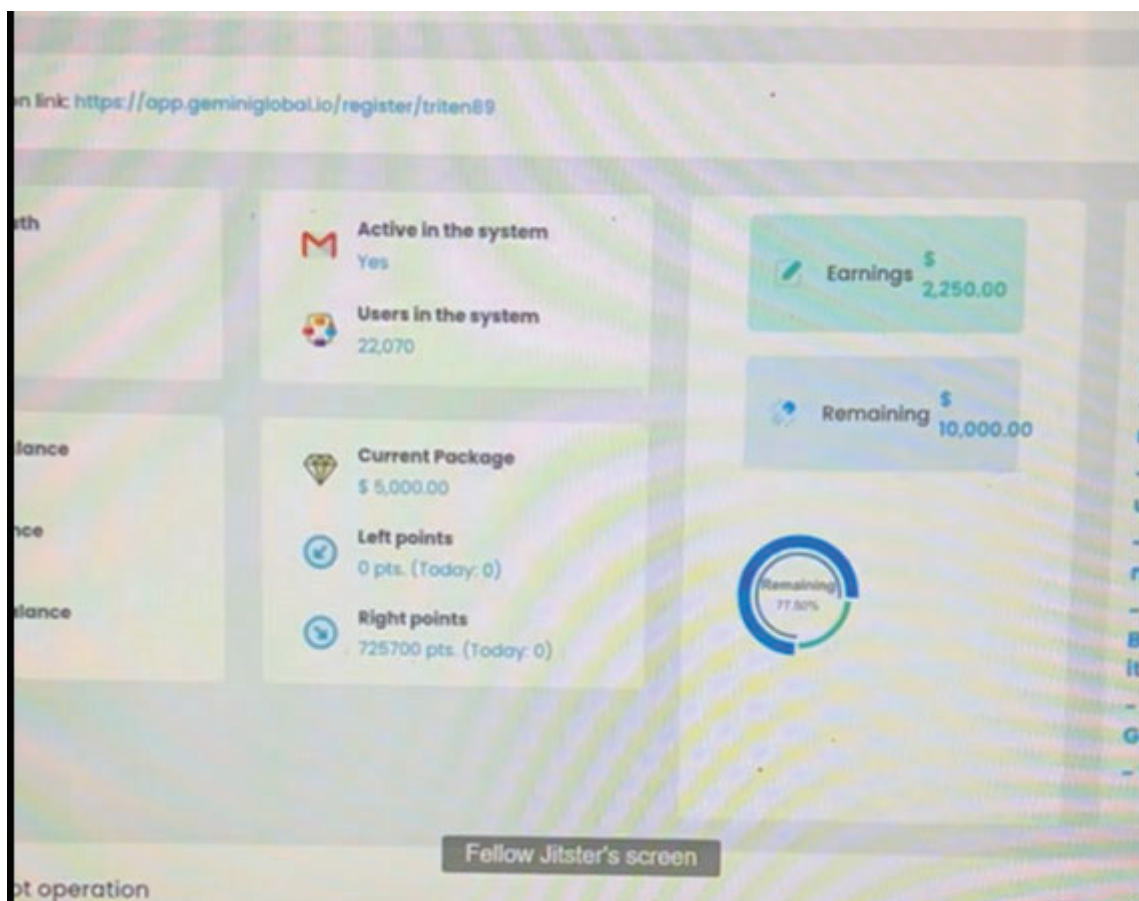 n link: https://app.geminiglobal.io/register/triten89
th
Active in the system
Yes
Users in the system
22,070
Earnings $ 2,250.00
Remaining $ 10,000.00
lance
Current Package
$ 5,000.00
nce
Left points
0 pts. (Today: 0)
lance
Right points
725700 pts. (Today: 0)
Remaining
77.50%
B
it
-
G
-
Fellow Jitster's screen
ot operation